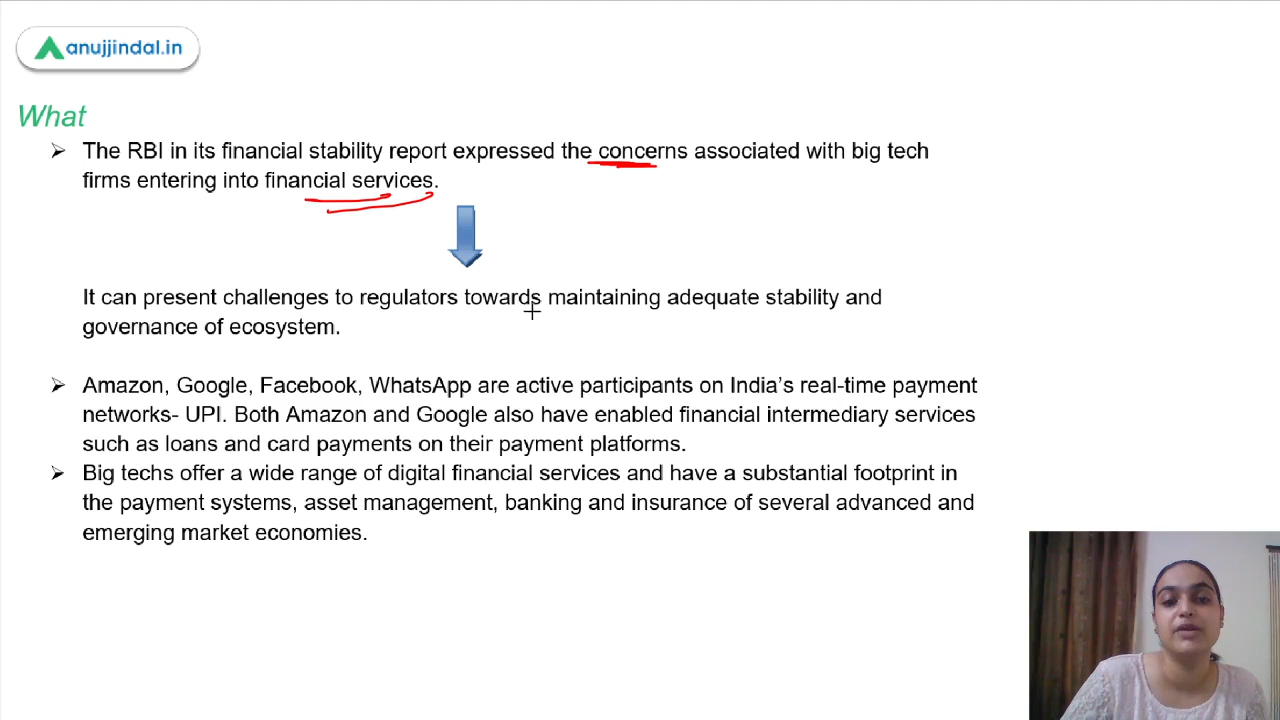 anujjindal.in
What
The RBI in its financial stability report expressed the concerns associated with big tech
firms entering into financial services.
It can present challenges to regulators towards maintaining adequate stability and
governance of ecosystem.
Amazon, Google, Facebook, WhatsApp are active participants on India's real-time payment
networks- UPI. Both Amazon and Google also have enabled financial intermediary services
such as loans and card payments on their payment platforms.
Big techs offer a wide range of digital financial services and have a substantial footprint in
the payment systems, asset management, banking and insurance of several advanced and
emerging market economies.